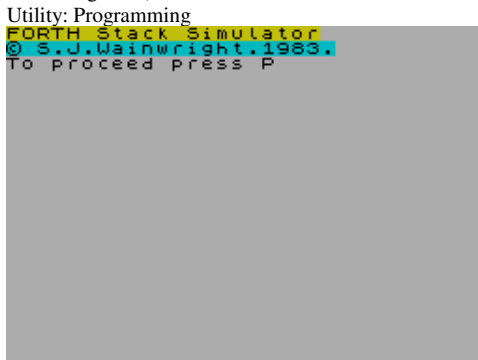 Utility: Programming
FORTH Stack Simulator
© S.J.Wainwright.1983.
To proceed press P